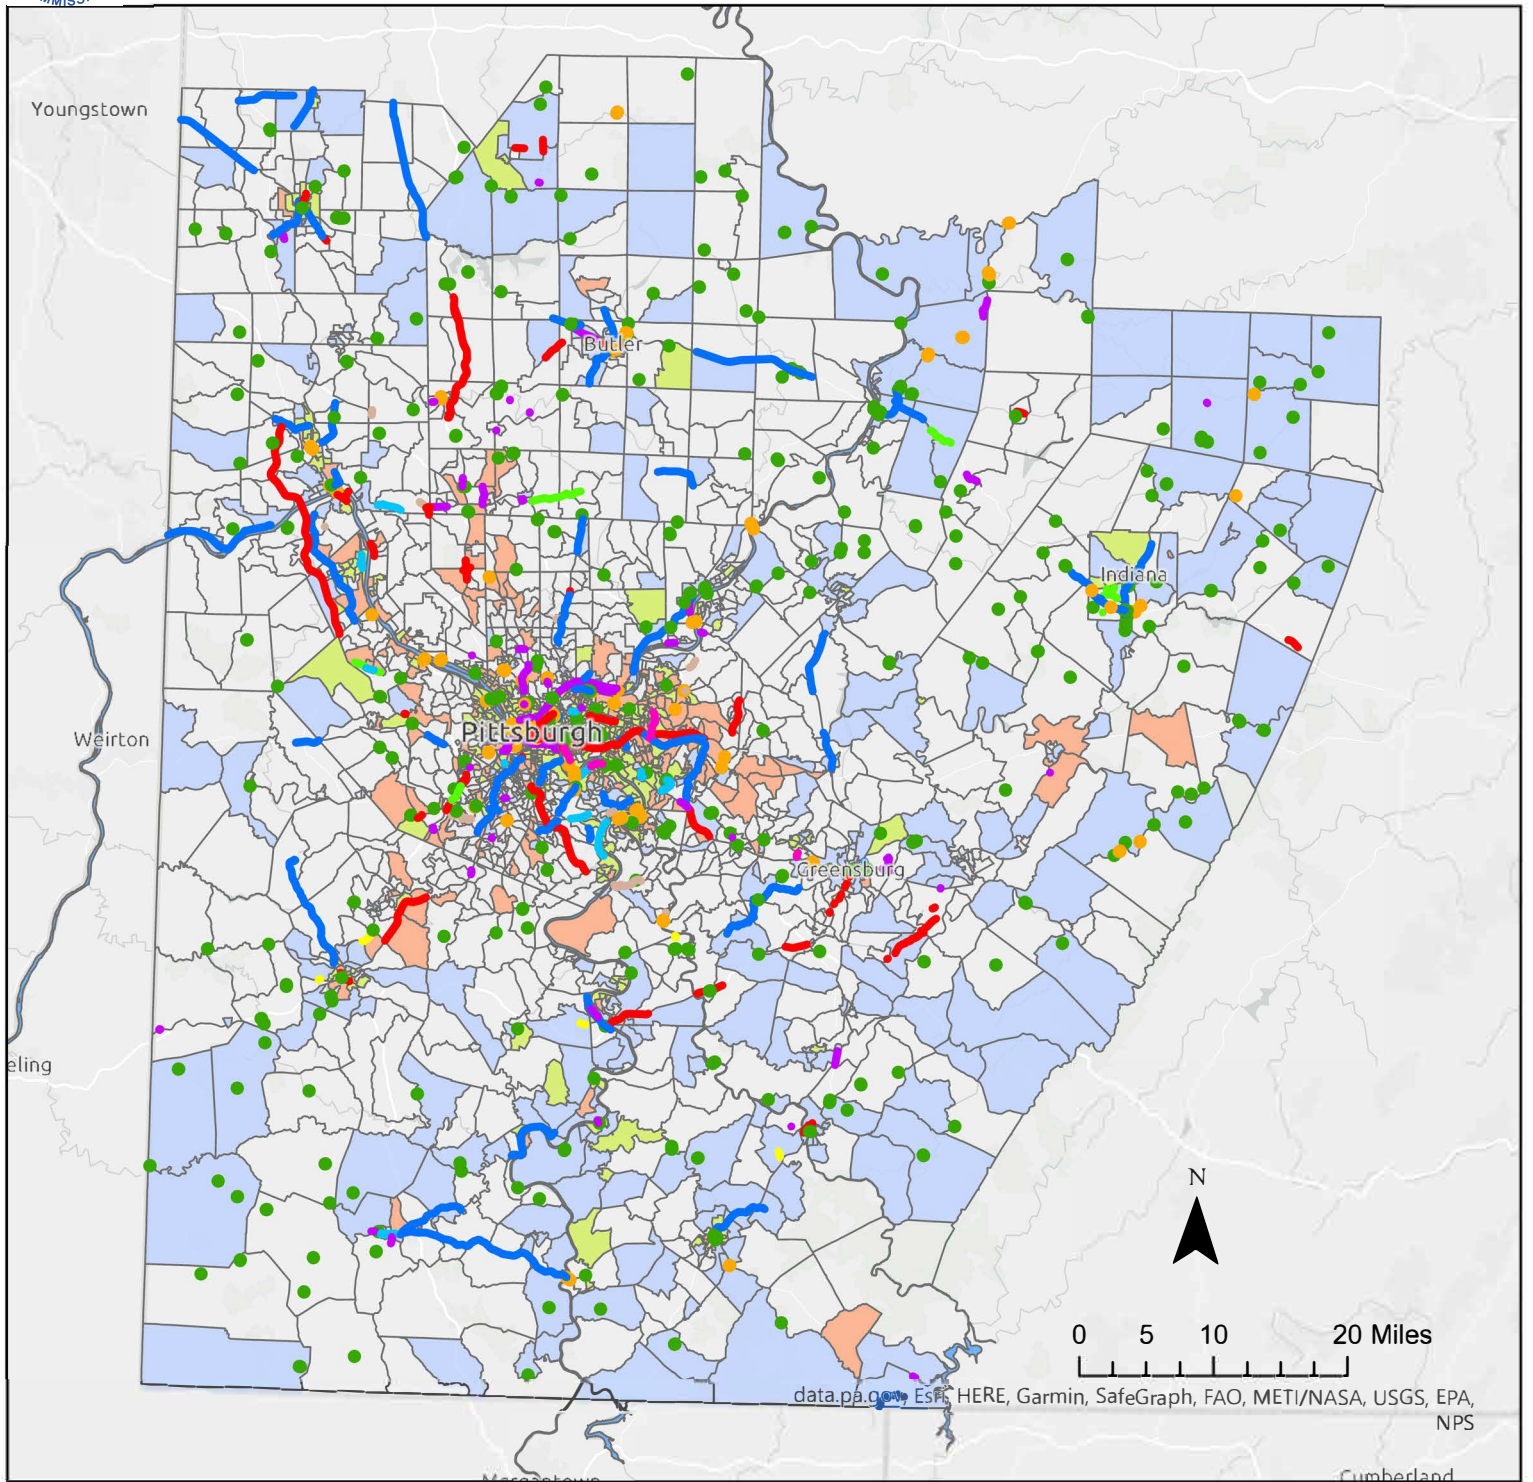 Youngstown
Butler
Indiana
Pittsburgh
Weirton
Greensburg
eling
N
0 5 10 20 Miles
data.pa.gov, Esri, HERE, Garmin, SafeGraph, FAO, METI/NASA, USGS, EPA,
NPS
Morgantown
Cumberland